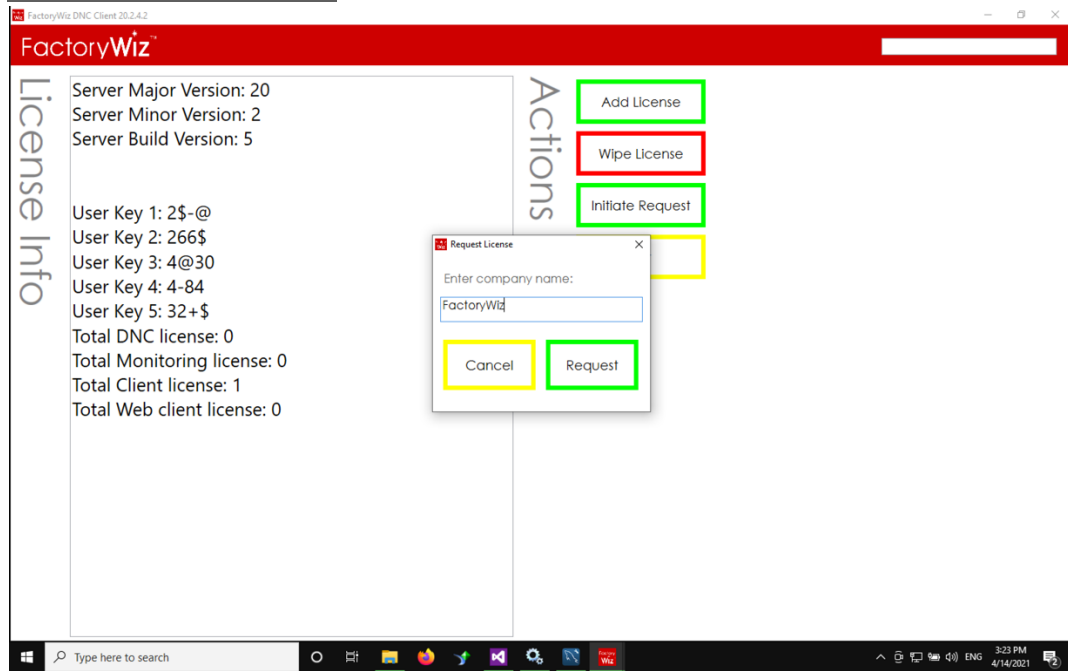 FactoryWiz DNC Client 20.2.4.2
FactoryWiz™
License Info
Server Major Version: 20
Server Minor Version: 2
Server Build Version: 5
User Key 1: 2$-@
User Key 2: 266$
User Key 3: 4@30
User Key 4: 4-84
User Key 5: 32+$
Total DNC license: 0
Total Monitoring license: 0
Total Client license: 1
Total Web client license: 0
Actions
Add License
Wipe License
Initiate Request
Request License
Enter company name:
FactoryWiz
Cancel
Request
Type here to search
Factory
Wiz
ENG
3:23 PM
4/14/2021
2